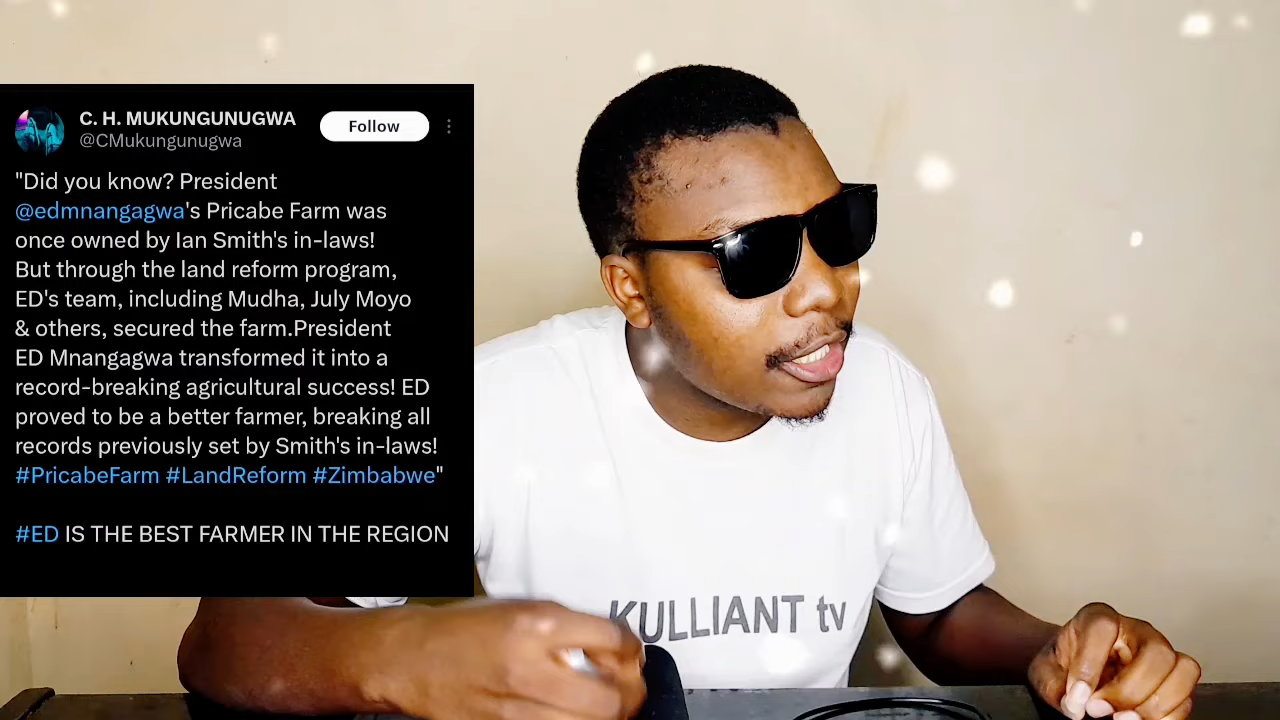 C. H. MUKUNGUNUGWA
@CMukungunugwa
Follow
"Did you know? President
@edmnangagwa's Pricabe Farm was
once owned by Ian Smith's in-laws!
But through the land reform program,
ED's team, including Mudha, July Moyo
& others, secured the farm.President
ED Mnangagwa transformed it into a
record-breaking agricultural success! ED
proved to be a better farmer, breaking all
records previously set by Smith's in-laws!
#PricabeFarm #LandReform #Zimbabwe"
#ED IS THE BEST FARMER IN THE REGION
KULLIANT tv